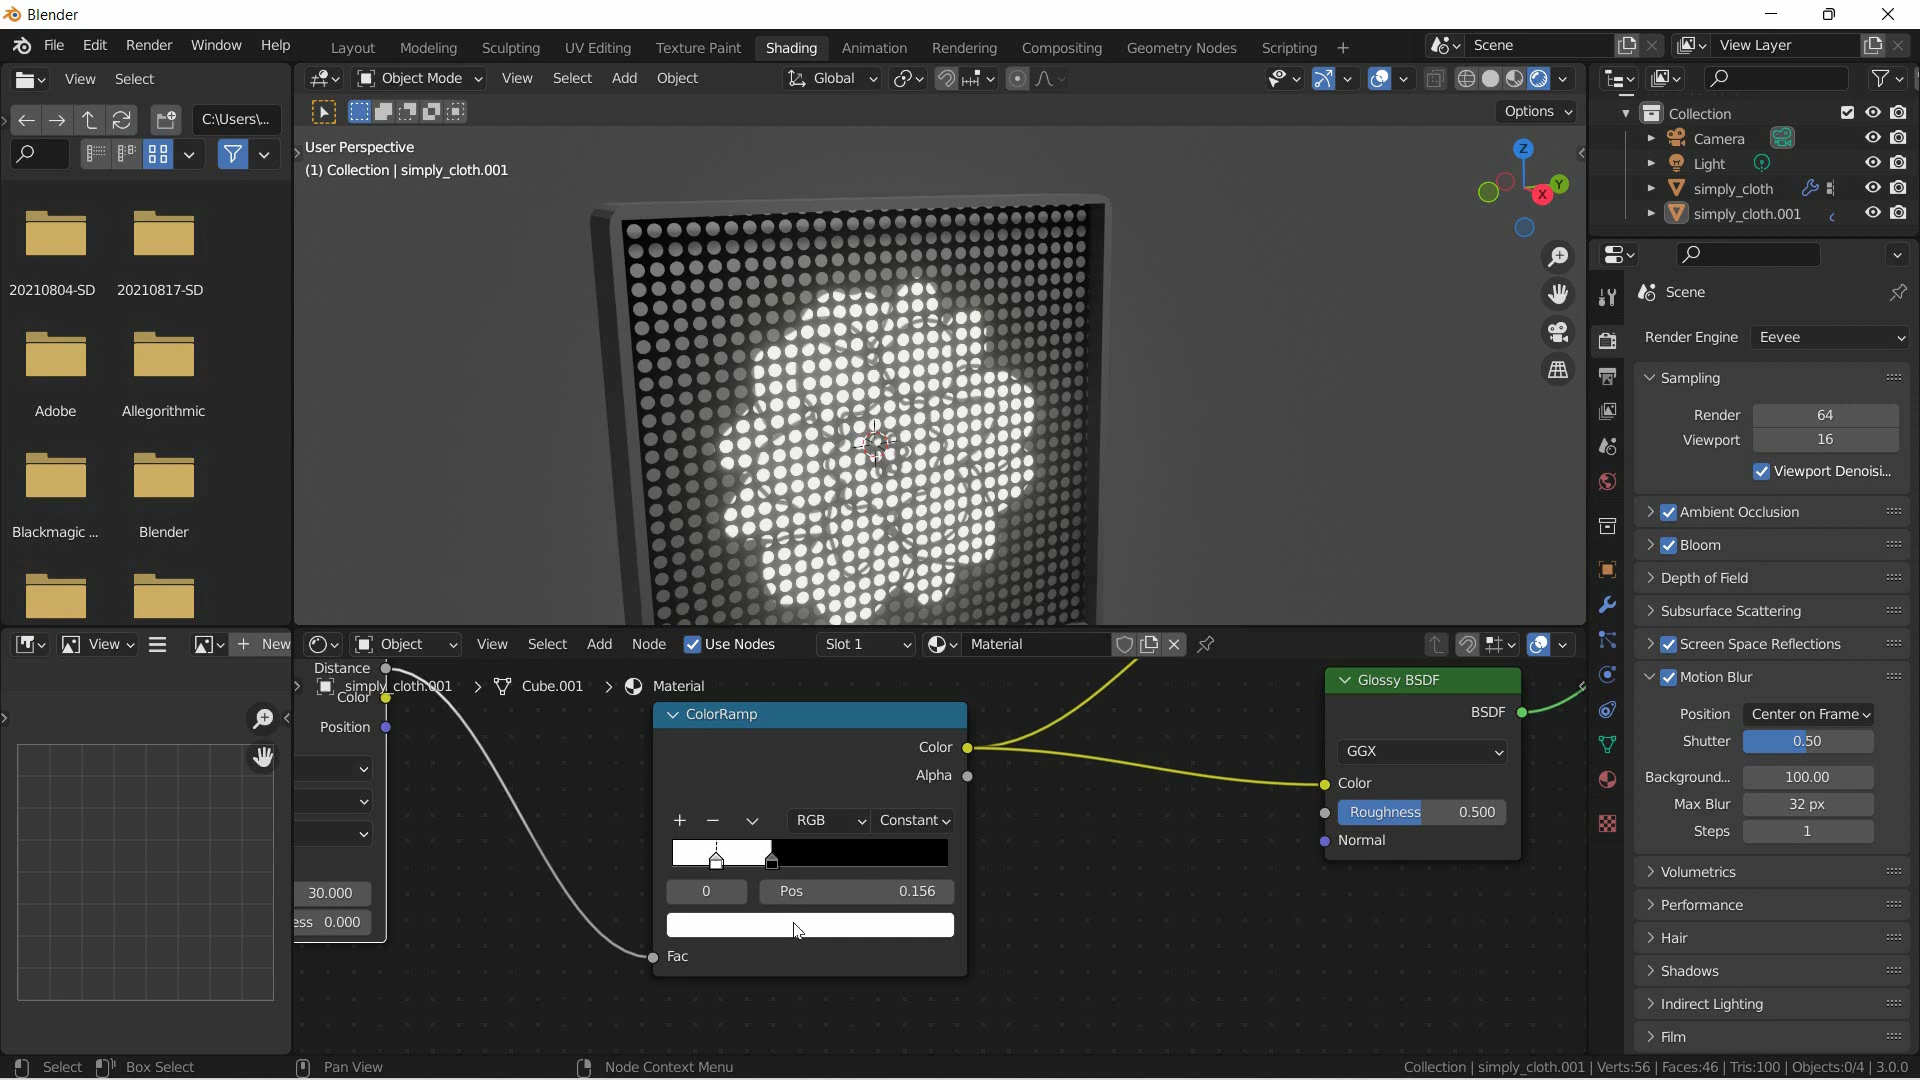 Blender
File Edit Render Window Help
Layout Modeling Sculpting UV Editing Texture Paint Shading Animation Rendering Compositing Geometry Nodes Scripting +
Scene
View Layer
View Select
Object Mode View Select Add Object
Global
C:\Users\...
Options
User Perspective
(1) Collection | simply_cloth.001
Z
Y
X
20210804-SD 20210817-SD
Adobe Allegorithmic
Blackmagic ... Blender
Collection
Camera
Light
simply_cloth
simply_cloth.001
Scene
Render Engine Eevee
Sampling
Render 64
Viewport 16
Viewport Denoisi...
Ambient Occlusion
Bloom
Depth of Field
Subsurface Scattering
Screen Space Reflections
Motion Blur
Position Center on Frame
Shutter 0.50
Background... 100.00
Max Blur 32 px
Steps 1
Volumetrics
Performance
Hair
Shadows
Indirect Lighting
Film
View + New
Object View Select Add Node Use Nodes Slot 1 Material
simply_cloth.001 > Cube.001 > Material
Distance
Color
Position
30.000
ess 0.000
ColorRamp
Color
Alpha
+ − RGB Constant
0 Pos 0.156
Fac
Glossy BSDF
BSDF
GGX
Color
Roughness 0.500
Normal
Select Box Select Pan View Node Context Menu
Collection | simply_cloth.001 | Verts:56 | Faces:46 | Tris:100 | Objects:0/4 | 3.0.0